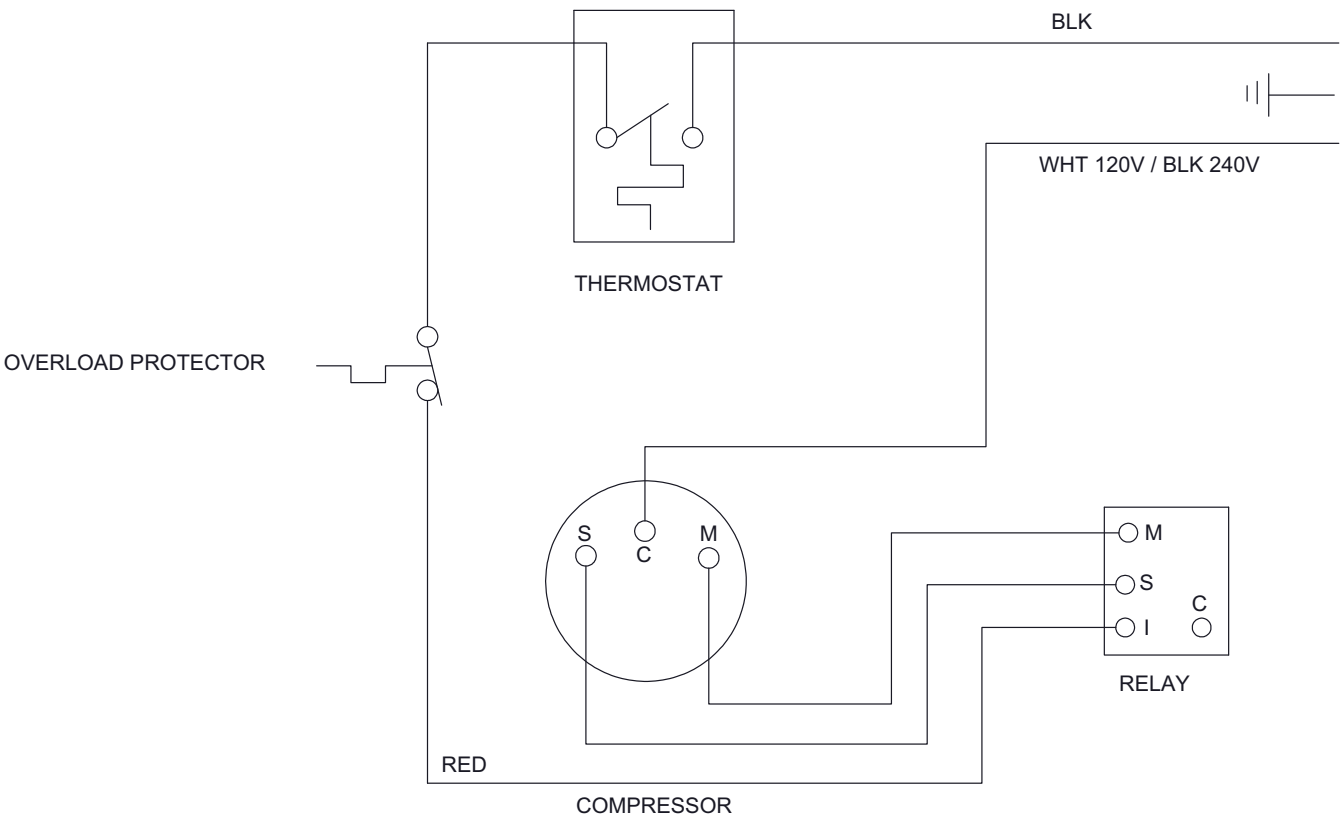 BLK
WHT 120V / BLK 240V
THERMOSTAT
OVERLOAD PROTECTOR
S
C
M
M
S
I
C
RELAY
RED
COMPRESSOR